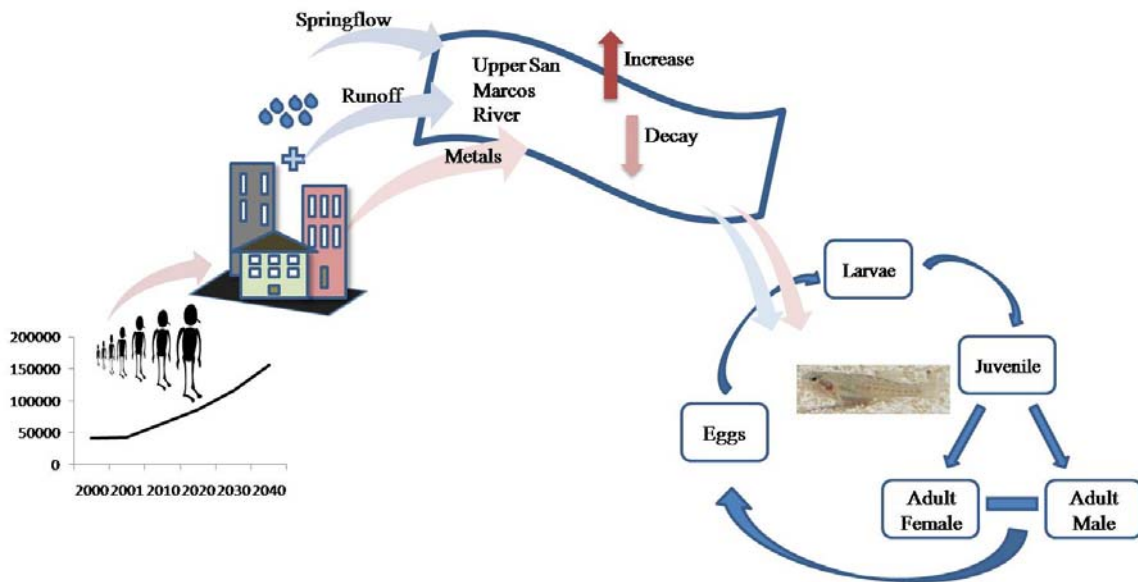 Springflow
Runoff
Metals
Upper San
Marcos
River
Increase
Decay
200000
150000
100000
50000
0
2000 2001 2010 2020 2030 2040
Larvae
Juvenile
Eggs
Adult
Female
Adult
Male